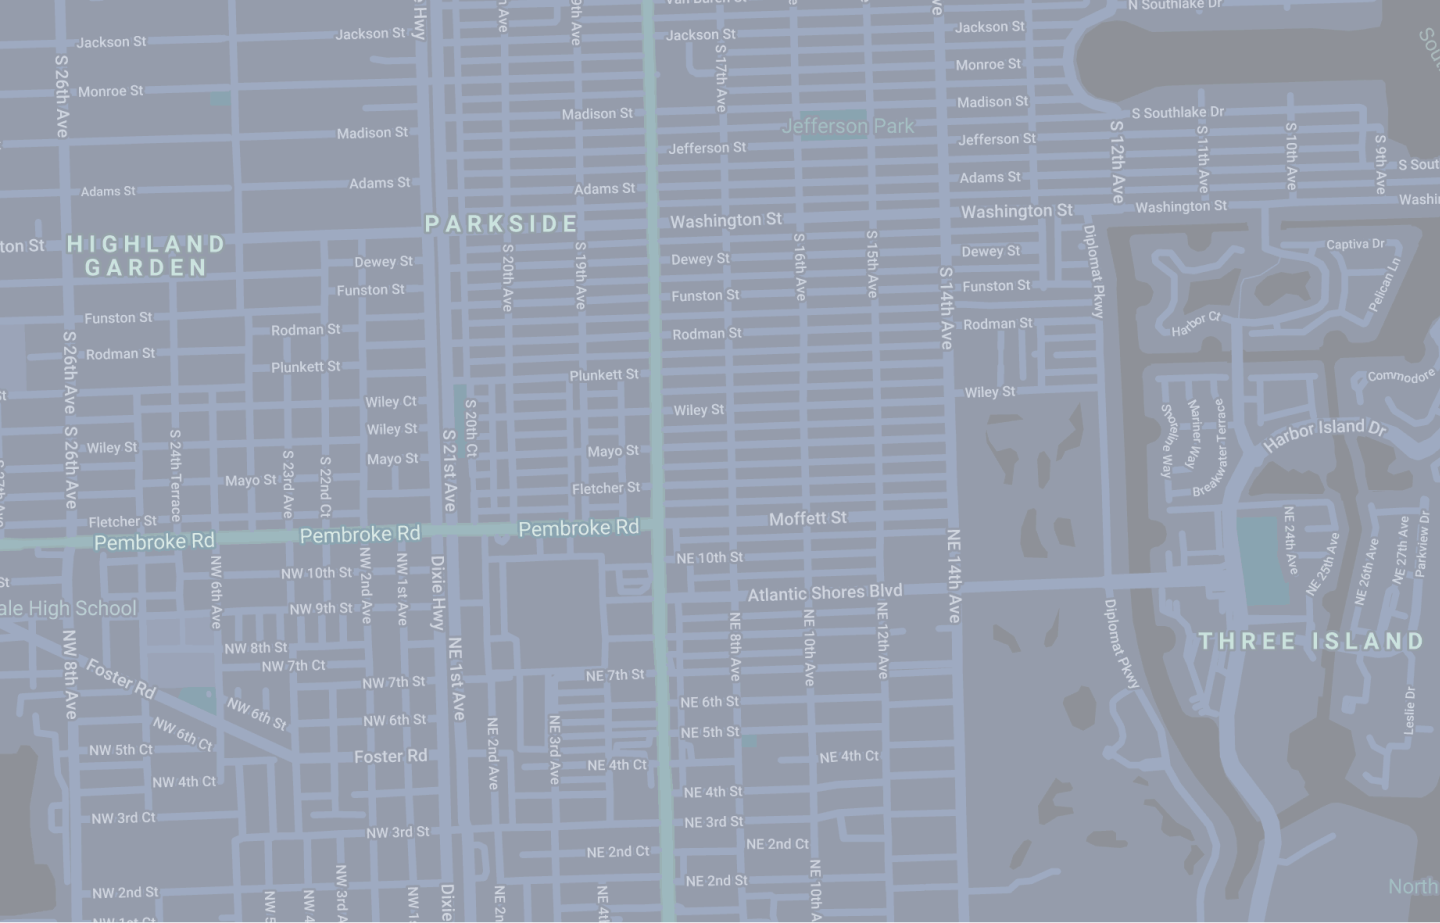 Van Buren St
N Southlake Dr
Jackson St
Jackson St
Jackson St
Jackson St
S 26th Ave
S 17th Ave
Monroe St
Monroe St
Madison St
Madison St
Madison St
S Southlake Dr
Jefferson Park
Jefferson St
Jefferson St
S 12th Ave
S 11th Ave
S 10th Ave
S 9th Ave
Adams St
Adams St
Adams St
Adams St
Washington St
Washington St
Washington St
PARKSIDE
HIGHLAND
GARDEN
S 20th Ave
S 19th Ave
S 16th Ave
S 15th Ave
S 14th Ave
Diplomat Pkwy
Dewey St
Dewey St
Dewey St
Captiva Dr
Pelican Ln
Funston St
Funston St
Funston St
Funston St
Harbor Ct
Rodman St
Rodman St
Rodman St
Rodman St
S 26th Ave
Plunkett St
Plunkett St
Commodore
Wiley Ct
Wiley St
Wiley St
S 20th Ct
Shoreline Way
Mariner Way
Breakwater Terrace
Harbor Island Dr
Wiley St
Wiley St
S 26th Ave
S 24th Terrace
S 23rd Ave
S 22nd Ct
S 21st Ave
Mayo St
Mayo St
Mayo St
Fletcher St
Fletcher St
Moffett St
Pembroke Rd
Pembroke Rd
Pembroke Rd
NE 24th Ave
NE 25th Ave
NE 26th Ave
NE 27th Ave
Parkview Dr
NE 10th St
NW 10th St
NW 6th Ave
NW 2nd Ave
NW 1st Ave
Dixie Hwy
NE 14th Ave
Atlantic Shores Blvd
NW 9th St
High School
NE 8th Ave
NE 10th Ave
NE 12th Ave
Diplomat Pkwy
THREE ISLAND
NW 8th Ave
NW 8th St
NW 7th Ct
NE 1st Ave
Foster Rd
NW 7th St
NE 7th St
Leslie Dr
NE 6th St
NW 6th St
NW 6th St
NW 6th Ct
NE 2nd Ave
NE 3rd Ave
NE 5th St
NW 5th Ct
Foster Rd
NE 4th Ct
NE 4th Ct
NW 4th Ct
NE 4th St
NW 3rd Ct
NW 3rd St
NE 3rd St
NE 2nd Ct
NE 2nd Ct
NE 2nd St
NW 2nd St
NE 10th A
Dixie
North